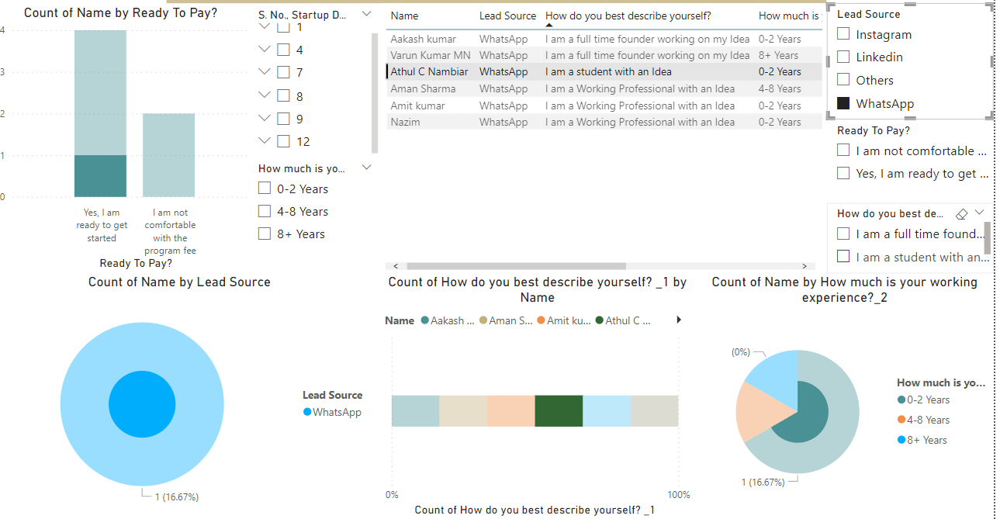 Count of Name by Ready To Pay?
4
3
2
1
0
Yes, I am
ready to get
started
I am not
comfortable
with the
program fee
Ready To Pay?
S. No., Startup D...
1
4
7
8
9
12
How much is yo...
0-2 Years
4-8 Years
8+ Years
Name Lead Source How do you best describe yourself? How much is
Aakash kumar WhatsApp I am a full time founder working on my Idea 0-2 Years
Varun Kumar MN WhatsApp I am a full time founder working on my Idea 8+ Years
Athul C Nambiar WhatsApp I am a student with an Idea 0-2 Years
Aman Sharma WhatsApp I am a Working Professional with an Idea 4-8 Years
Amit kumar WhatsApp I am a Working Professional with an Idea 0-2 Years
Nazim WhatsApp I am a Working Professional with an Idea 0-2 Years
Lead Source
Instagram
Linkedin
Others
WhatsApp
Ready To Pay?
I am not comfortable ...
Yes, I am ready to get ...
How do you best de...
I am a full time found...
I am a student with an...
Count of Name by Lead Source
1 (16.67%)
Lead Source
WhatsApp
Count of How do you best describe yourself? _1 by
Name
Name Aakash ... Aman S... Amit ku... Athul C ...
0% 100%
Count of How do you best describe yourself? _1
Count of Name by How much is your working
experience?_2
(0%)
1 (16.67%)
How much is yo...
0-2 Years
4-8 Years
8+ Years